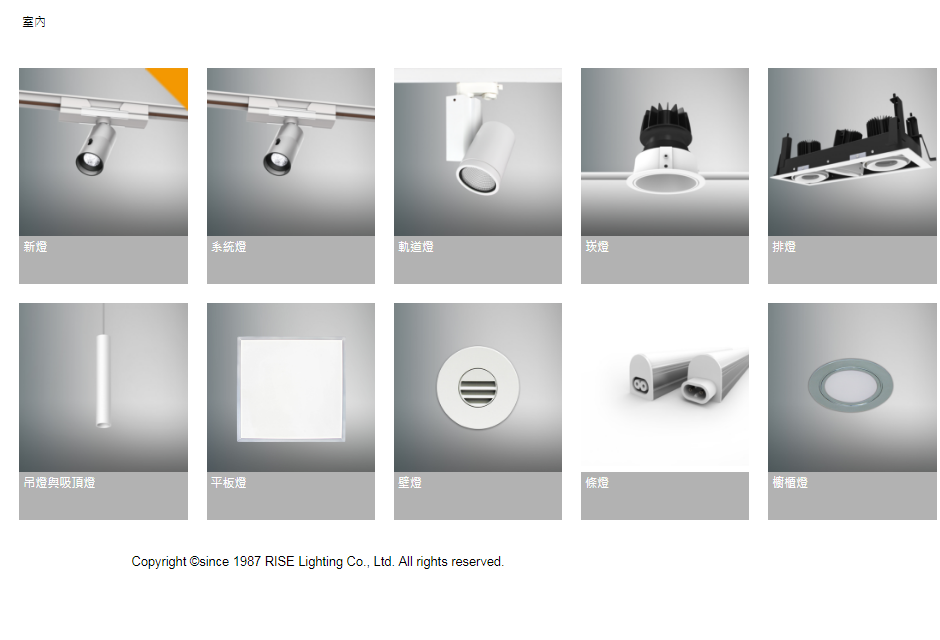 室內
新燈
系統燈
軌道燈
崁燈
排燈
吊燈與吸頂燈
平板燈
壁燈
條燈
櫥櫃燈
Copyright ©since 1987 RISE Lighting Co., Ltd. All rights reserved.